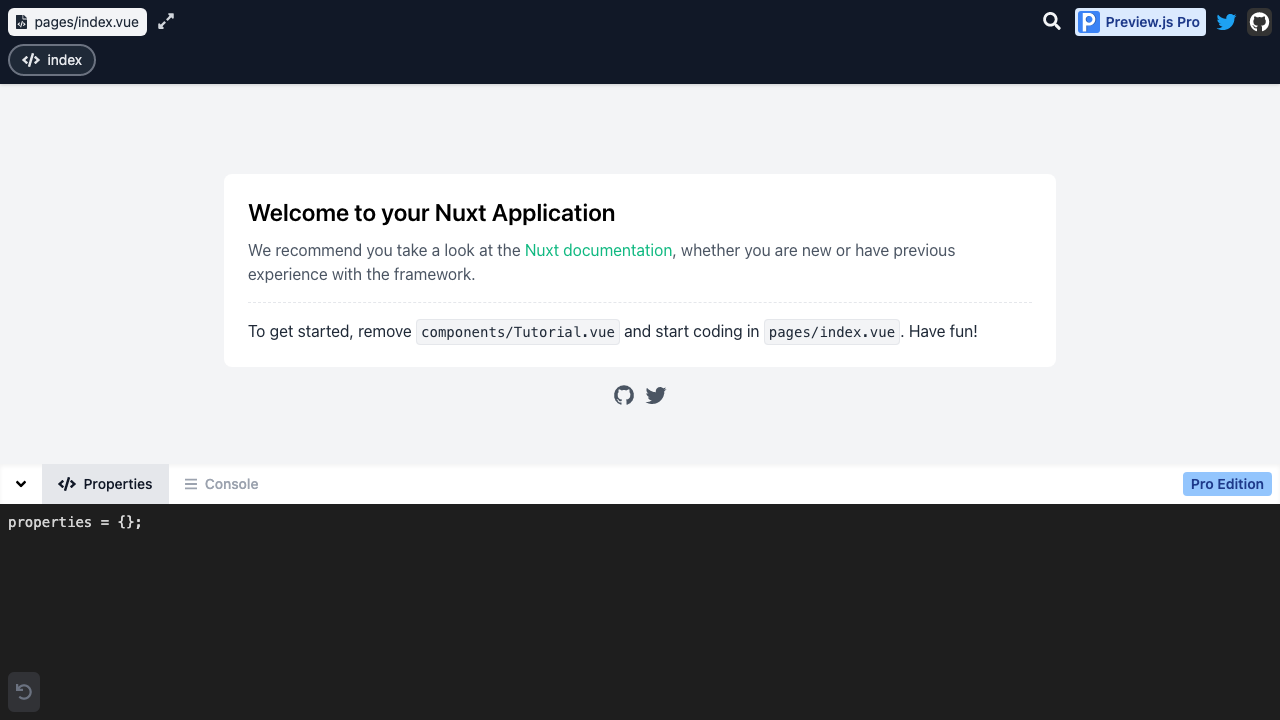 pages/index.vue
Preview.js Pro
index
Welcome to your Nuxt Application
We recommend you take a look at the Nuxt documentation, whether you are new or have previous
experience with the framework.
To get started, remove components/Tutorial.vue and start coding in pages/index.vue. Have fun!
Properties
Console
Pro Edition
properties = {};